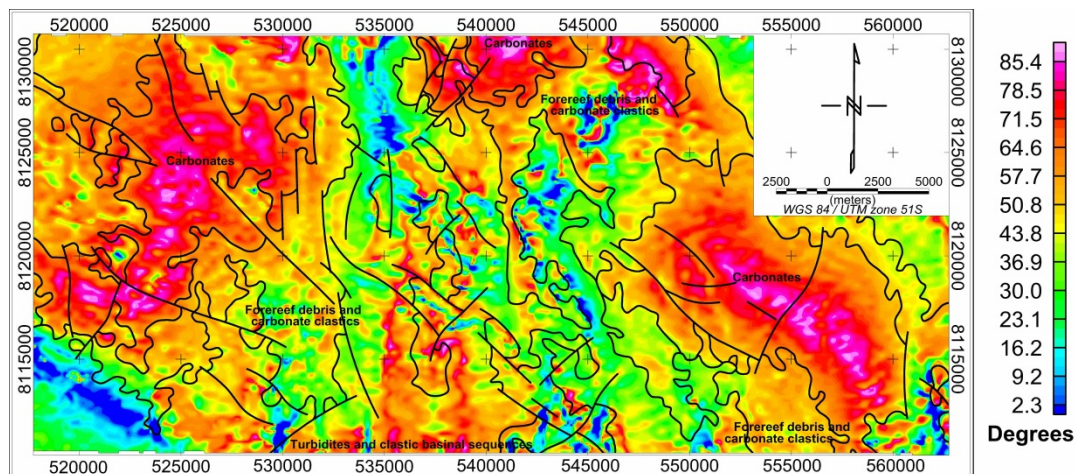 520000 525000 530000 535000 540000 545000 550000 555000 560000
8130000
8125000
8120000
8115000
Carbonates
Forereef debris and
carbonate clastics
Carbonates
Carbonates
Forereef debris and
carbonate clastics
Forereef debris and
carbonate clastics
Turbidites and clastic basinal sequences
N
2500 0 2500 5000
(meters)
WGS 84 / UTM zone 51S
8130000
8125000
8120000
8115000
520000 525000 530000 535000 540000 545000 550000 555000 560000
85.4
78.5
71.5
64.6
57.7
50.8
43.8
36.9
30.0
23.1
16.2
9.2
2.3
Degrees